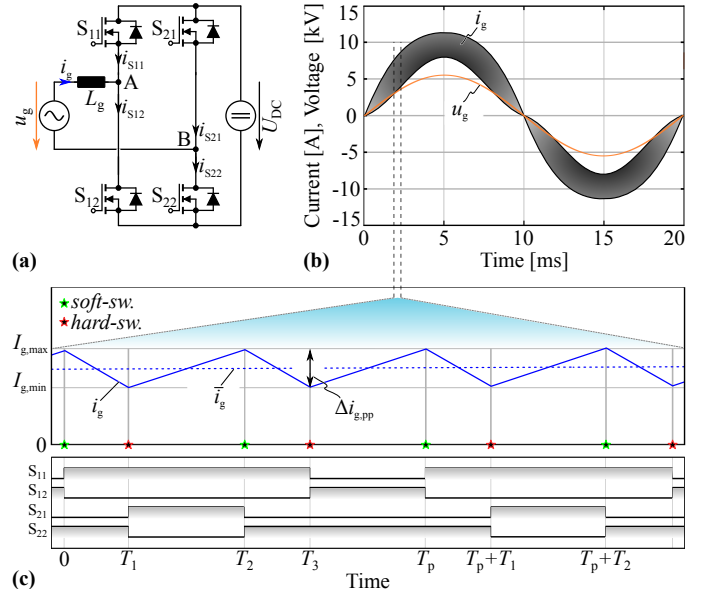 S11
S21
ig
iS11
A
Lg
iS12
ug
UDC
B
iS21
iS22
S12
S22
(a)
Current [A], Voltage [kV]
15
10
5
0
-5
-10
-15
ig
ug
0
5
10
15
20
Time [ms]
(b)
soft-sw.
hard-sw.
Ig,max
Ig,min
ig
īg
Δig,pp
0
S11
S12
S21
S22
0
T1
T2
T3
Tp
Tp+T1
Tp+T2
Time
(c)